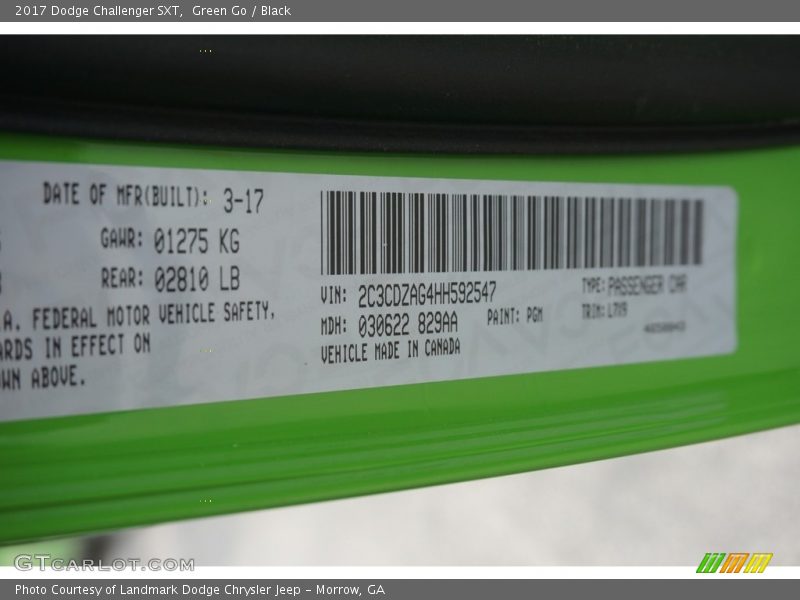 2017 Dodge Challenger SXT,  Green Go / Black
DATE OF MFR(BUILT): 3-17
GAWR: 01275 KG
REAR: 02810 LB
.A. FEDERAL MOTOR VEHICLE SAFETY,
ARDS IN EFFECT ON
WN ABOVE.
VIN: 2C3CDZAG4HH592547
TYPE: PASSENGER CAR
MDH: 030622 829AA
PAINT: PGM
TRIM: L7X9
VEHICLE MADE IN CANADA
GTCARLOT.COM
Photo Courtesy of Landmark Dodge Chrysler Jeep - Morrow, GA